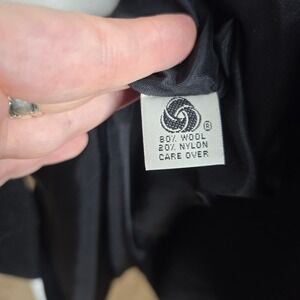 ®
80% WOOL
20% NYLON
CARE OVER